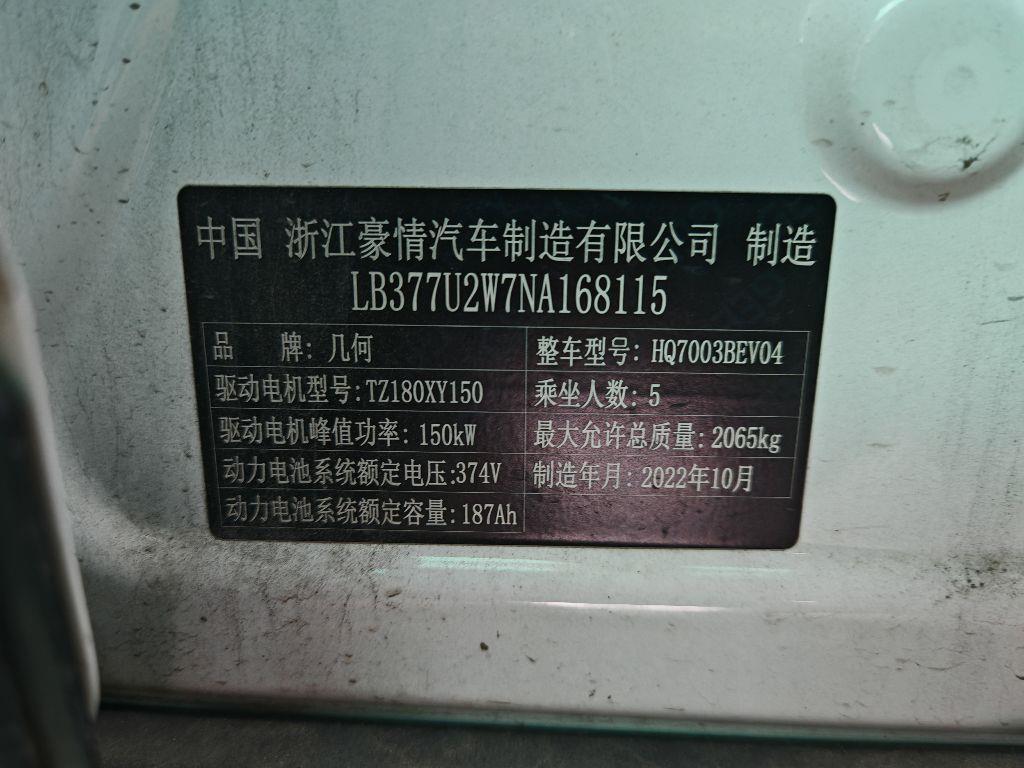 中国 浙江豪情汽车制造有限公司 制造
LB377U2W7NA168115
品 牌: 几何 整车型号: HQ7003BEV04
驱动电机型号:TZ180XY150 乘坐人数: 5
驱动电机峰值功率: 150kW 最大允许总质量: 2065kg
动力电池系统额定电压:374V 制造年月: 2022年10月
动力电池系统额定容量: 187Ah